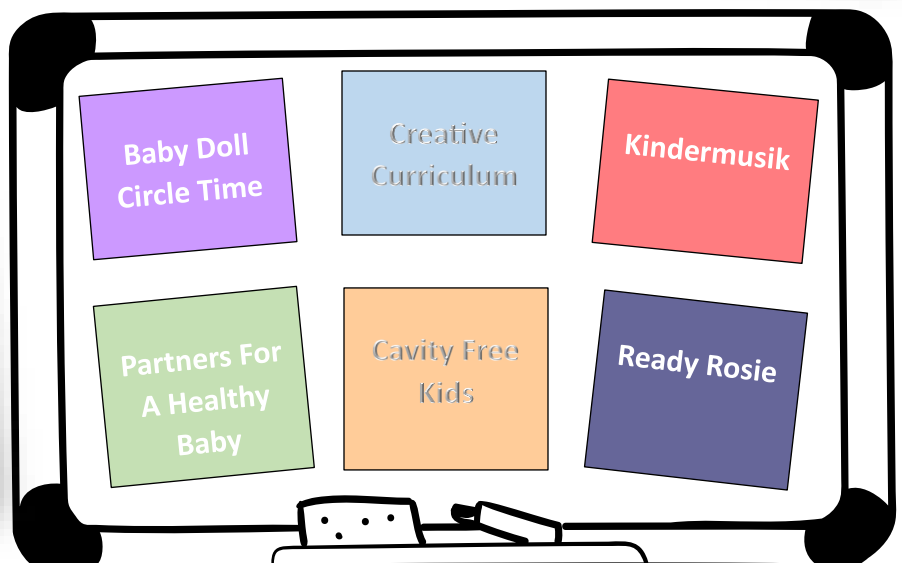 Baby Doll
Circle Time
Creative
Curriculum
Kindermusik
Partners For
A Healthy
Baby
Cavity Free
Kids
Ready Rosie